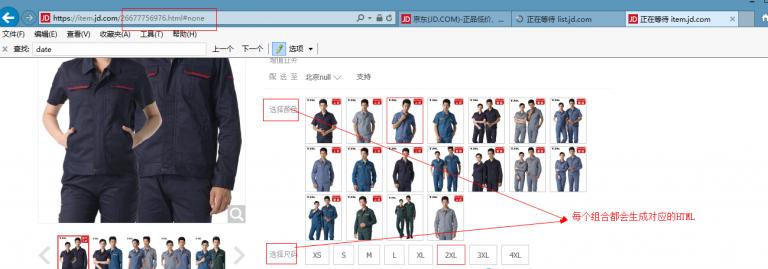 https://item.jd.com/26677756976.html#none
京东(JD.COM)-正品低价、
正在等待 list.jd.com
正在等待 item.jd.com
文件(F) 编辑(E) 查看(V) 收藏夹(A) 工具(T) 帮助(H)
× 查找: date 上一个 下一个 选项
增值业务
配 送 至 北京null 支持
选择颜色
每个组合都会生成对应的HTML
选择尺码 XS S M L XL 2XL 3XL 4XL